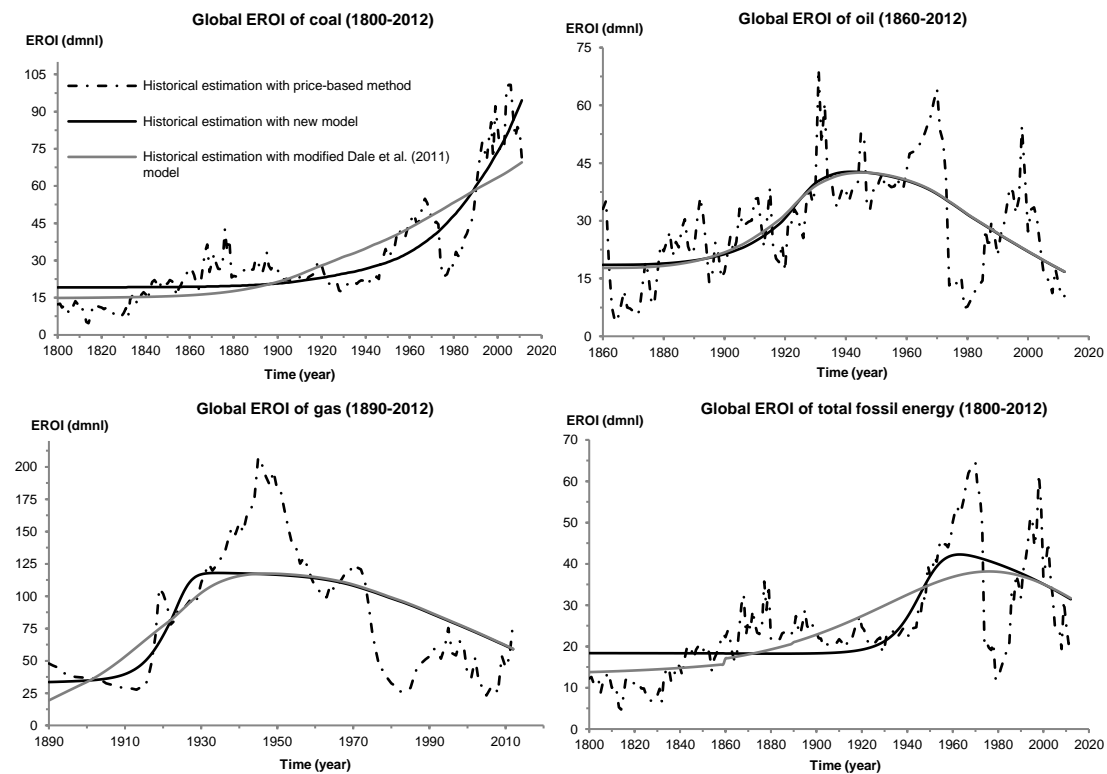 Global EROI of coal (1800-2012)
EROI (dmnl)
105
90
75
60
45
30
15
0
Historical estimation with price-based method
Historical estimation with new model
Historical estimation with modified Dale et al. (2011)
model
1800 1820 1840 1860 1880 1900 1920 1940 1960 1980 2000 2020
Time (year)
Global EROI of oil (1860-2012)
EROI (dmnl)
75
60
45
30
15
0
1860 1880 1900 1920 1940 1960 1980 2000 2020
Time (year)
Global EROI of gas (1890-2012)
EROI (dmnl)
200
175
150
125
100
75
50
25
0
1890 1910 1930 1950 1970 1990 2010
Time (year)
Global EROI of total fossil energy (1800-2012)
EROI (dmnl)
70
60
50
40
30
20
10
0
1800 1820 1840 1860 1880 1900 1920 1940 1960 1980 2000 2020
Time (year)